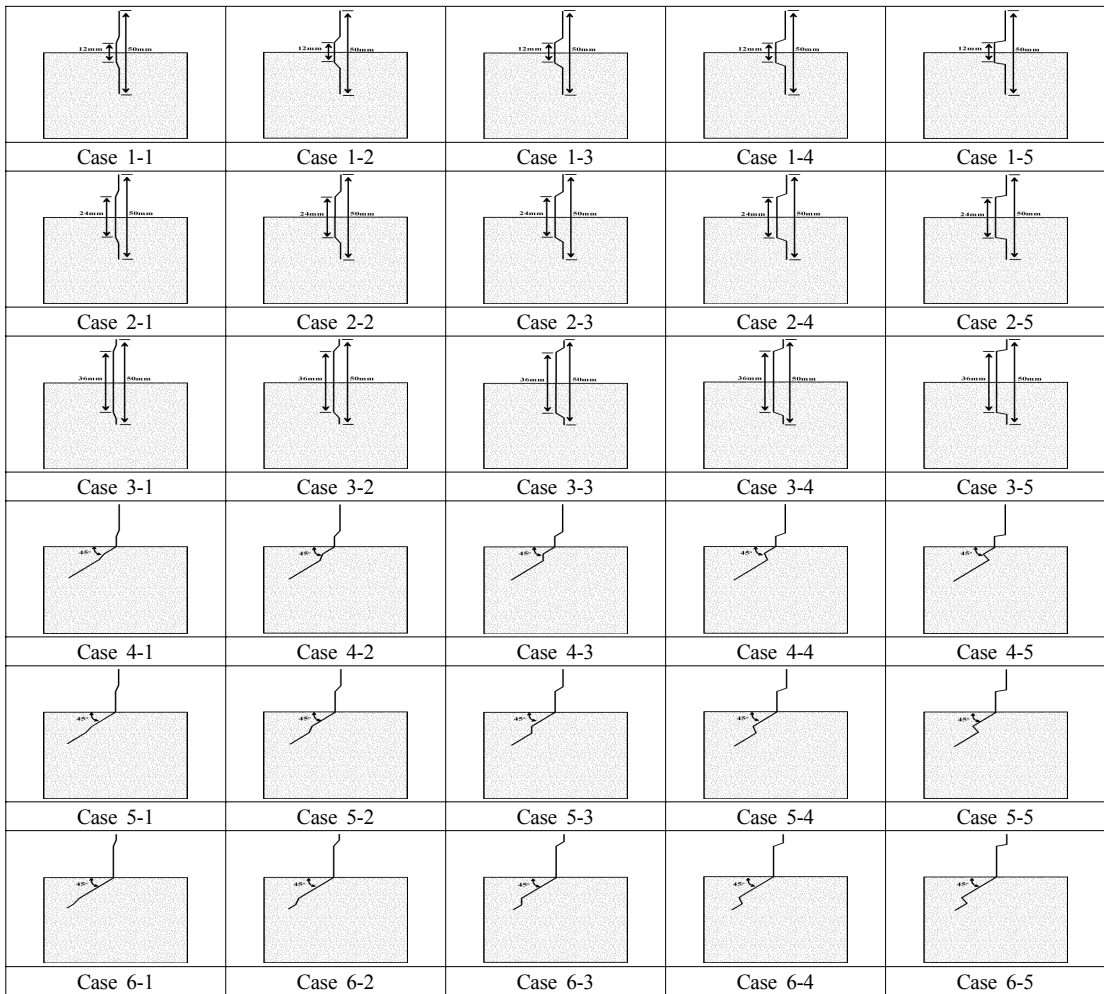 12mm 50mm 12mm 50mm 12mm 50mm 12mm 50mm 12mm 50mm
Case 1-1 Case 1-2 Case 1-3 Case 1-4 Case 1-5
24mm 50mm 24mm 50mm 24mm 50mm 24mm 50mm 24mm 50mm
Case 2-1 Case 2-2 Case 2-3 Case 2-4 Case 2-5
36mm 50mm 36mm 50mm 36mm 50mm 36mm 50mm 36mm 50mm
Case 3-1 Case 3-2 Case 3-3 Case 3-4 Case 3-5
45° 45° 45° 45° 45°
Case 4-1 Case 4-2 Case 4-3 Case 4-4 Case 4-5
45° 45° 45° 45° 45°
Case 5-1 Case 5-2 Case 5-3 Case 5-4 Case 5-5
45° 45° 45° 45° 45°
Case 6-1 Case 6-2 Case 6-3 Case 6-4 Case 6-5